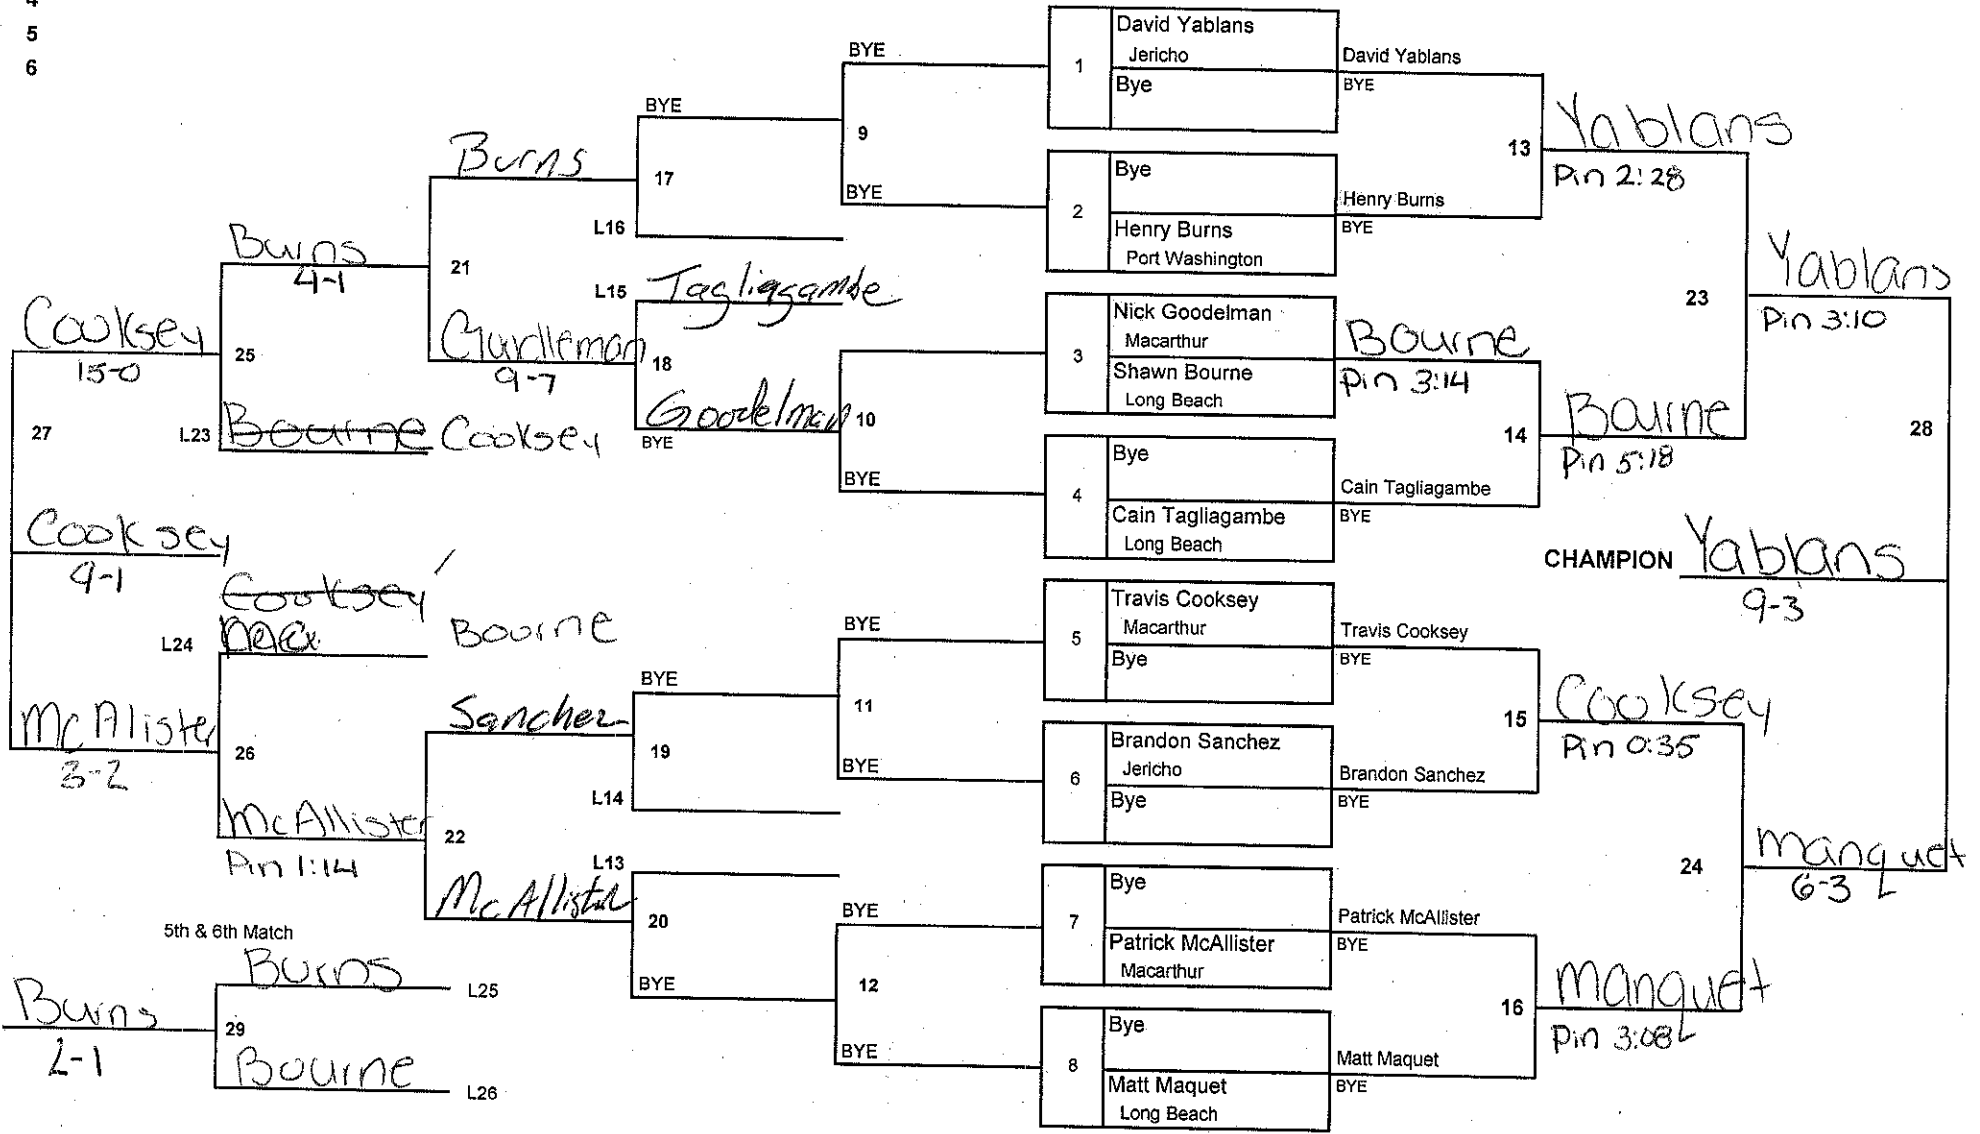 4
5
6
David Yablans
Jericho
1
Bye
David Yablans
BYE
Bye
2
Henry Burns
Port Washington
Henry Burns
BYE
Nick Goodelman
Macarthur
3
Shawn Bourne
Long Beach
Bourne
Pin 3:14
Bye
4
Cain Tagliagambe
Long Beach
Cain Tagliagambe
BYE
Travis Cooksey
Macarthur
5
Bye
Travis Cooksey
BYE
Brandon Sanchez
Jericho
6
Bye
Brandon Sanchez
BYE
Bye
7
Patrick McAllister
Macarthur
Patrick McAllister
BYE
Bye
8
Matt Maquet
Long Beach
Matt Maquet
BYE
13
Yablans
Pin 2:28
14
Bourne
Pin 5:18
15
Cooksey
Pin 0:35
16
Manquet
Pin 3:08
23
Yablans
Pin 3:10
24
Manquet
6-3
28
CHAMPION Yablans
9-3
BYE
9
BYE
10
BYE
BYE
11
BYE
BYE
12
BYE
BYE
17
L16
L15 Tagliagambe
18
Goodelman
BYE
BYE
19
L14
L13
20
BYE
Burns
21
9-7
Sanchez
22
McAllister
Burns
4-1
25
L23 Bourne Cooksey
Cooksey
L24
Bourne
26
McAllister
Pin 1:14
Cooksey
15-0
27
Cooksey
9-1
McAlister
3-2
5th & 6th Match
Burns
L25
29
Bourne
L26
Burns
2-1